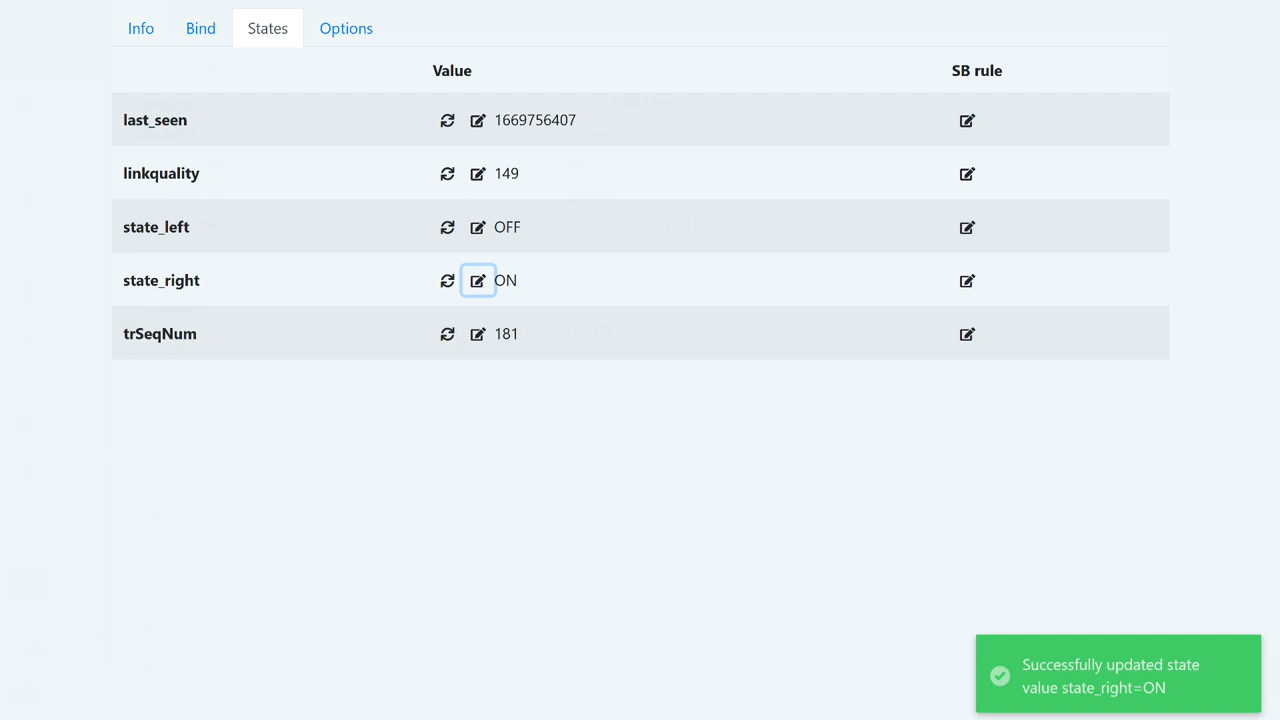 Info Bind States Options
Value SB rule
last_seen 1669756407
linkquality 149
state_left OFF
state_right ON
trSeqNum 181
Successfully updated state
value state_right=ON